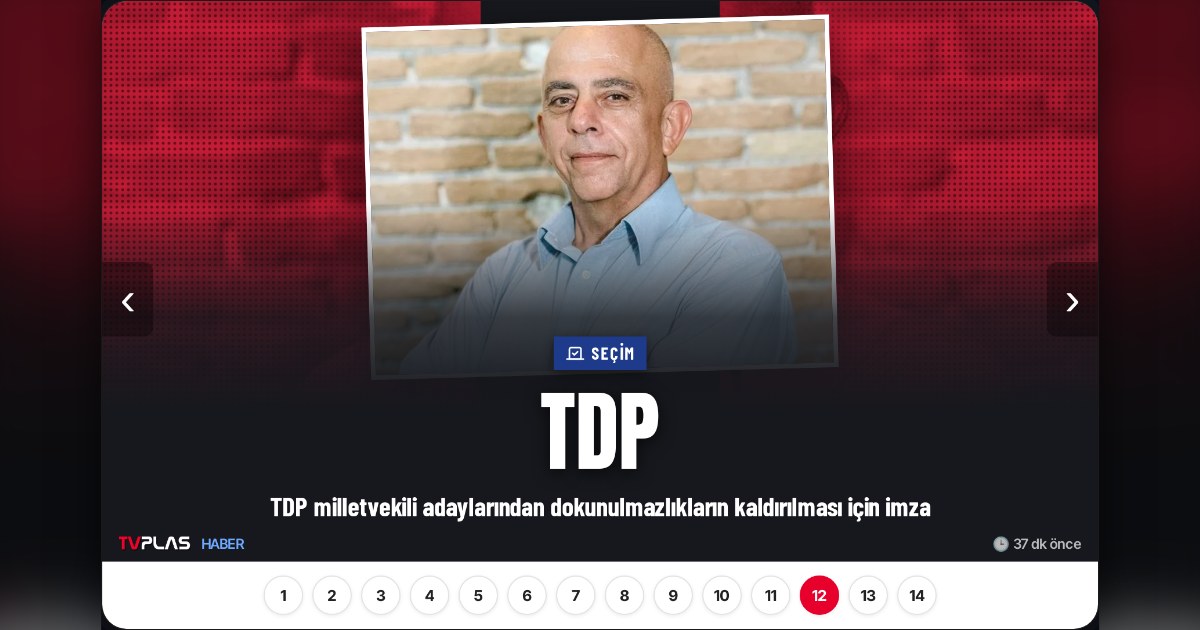 SEÇİM
TDP
TDP milletvekili adaylarından dokunulmazlıkların kaldırılması için imza
TVPLAS HABER
37 dk önce
1 2 3 4 5 6 7 8 9 10 11 12 13 14